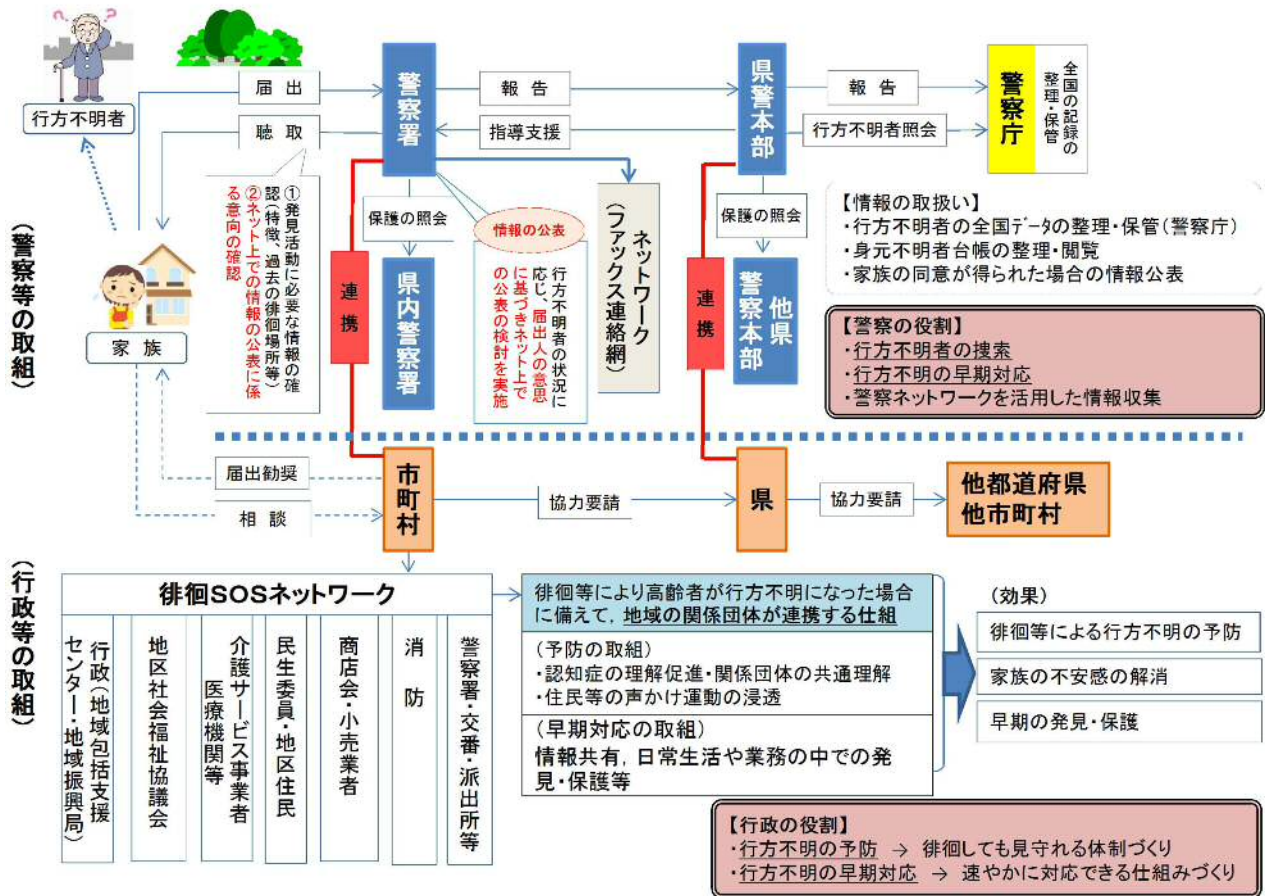 行方不明者
届 出
聴 取
警察署
報 告
指導支援
県警本部
報 告
行方不明者照会
警察庁
全国の記録の
整理・保管
(警察等の取組)
家 族
①発見活動に必要な情報の確
認(特徴、過去の徘徊場所等)
②ネット上での情報の公表に係
る意向の確認
連携
保護の照会
県内警察署
情報の公表
行方不明者の状況に
応じ、届出人の意思
に基づきネット上で
の公表の検討を実施
ネットワーク
(ファックス連絡網)
連携
保護の照会
他県
警察本部
【情報の取扱い】
・行方不明者の全国データの整理・保管(警察庁)
・身元不明者台帳の整理・閲覧
・家族の同意が得られた場合の情報公表
【警察の役割】
・行方不明者の捜索
・行方不明の早期対応
・警察ネットワークを活用した情報収集
届出勧奨
相 談
市町村
協力要請
県
協力要請
他都道府県
他市町村
(行政等の取組)
徘徊SOSネットワーク
行政(地域包括支援
センター・地域振興局)
地区社会福祉協議会
介護サービス事業者
医療機関等
民生委員・地区住民
商店会・小売業者
消 防
警察署・交番・派出所等
徘徊等により高齢者が行方不明になった場合
に備えて,地域の関係団体が連携する仕組
(予防の取組)
・認知症の理解促進・関係団体の共通理解
・住民等の声かけ運動の浸透
(早期対応の取組)
情報共有,日常生活や業務の中での発
見・保護等
(効果)
徘徊等による行方不明の予防
家族の不安感の解消
早期の発見・保護
【行政の役割】
・行方不明の予防 → 徘徊しても見守れる体制づくり
・行方不明の早期対応 → 速やかに対応できる仕組みづくり